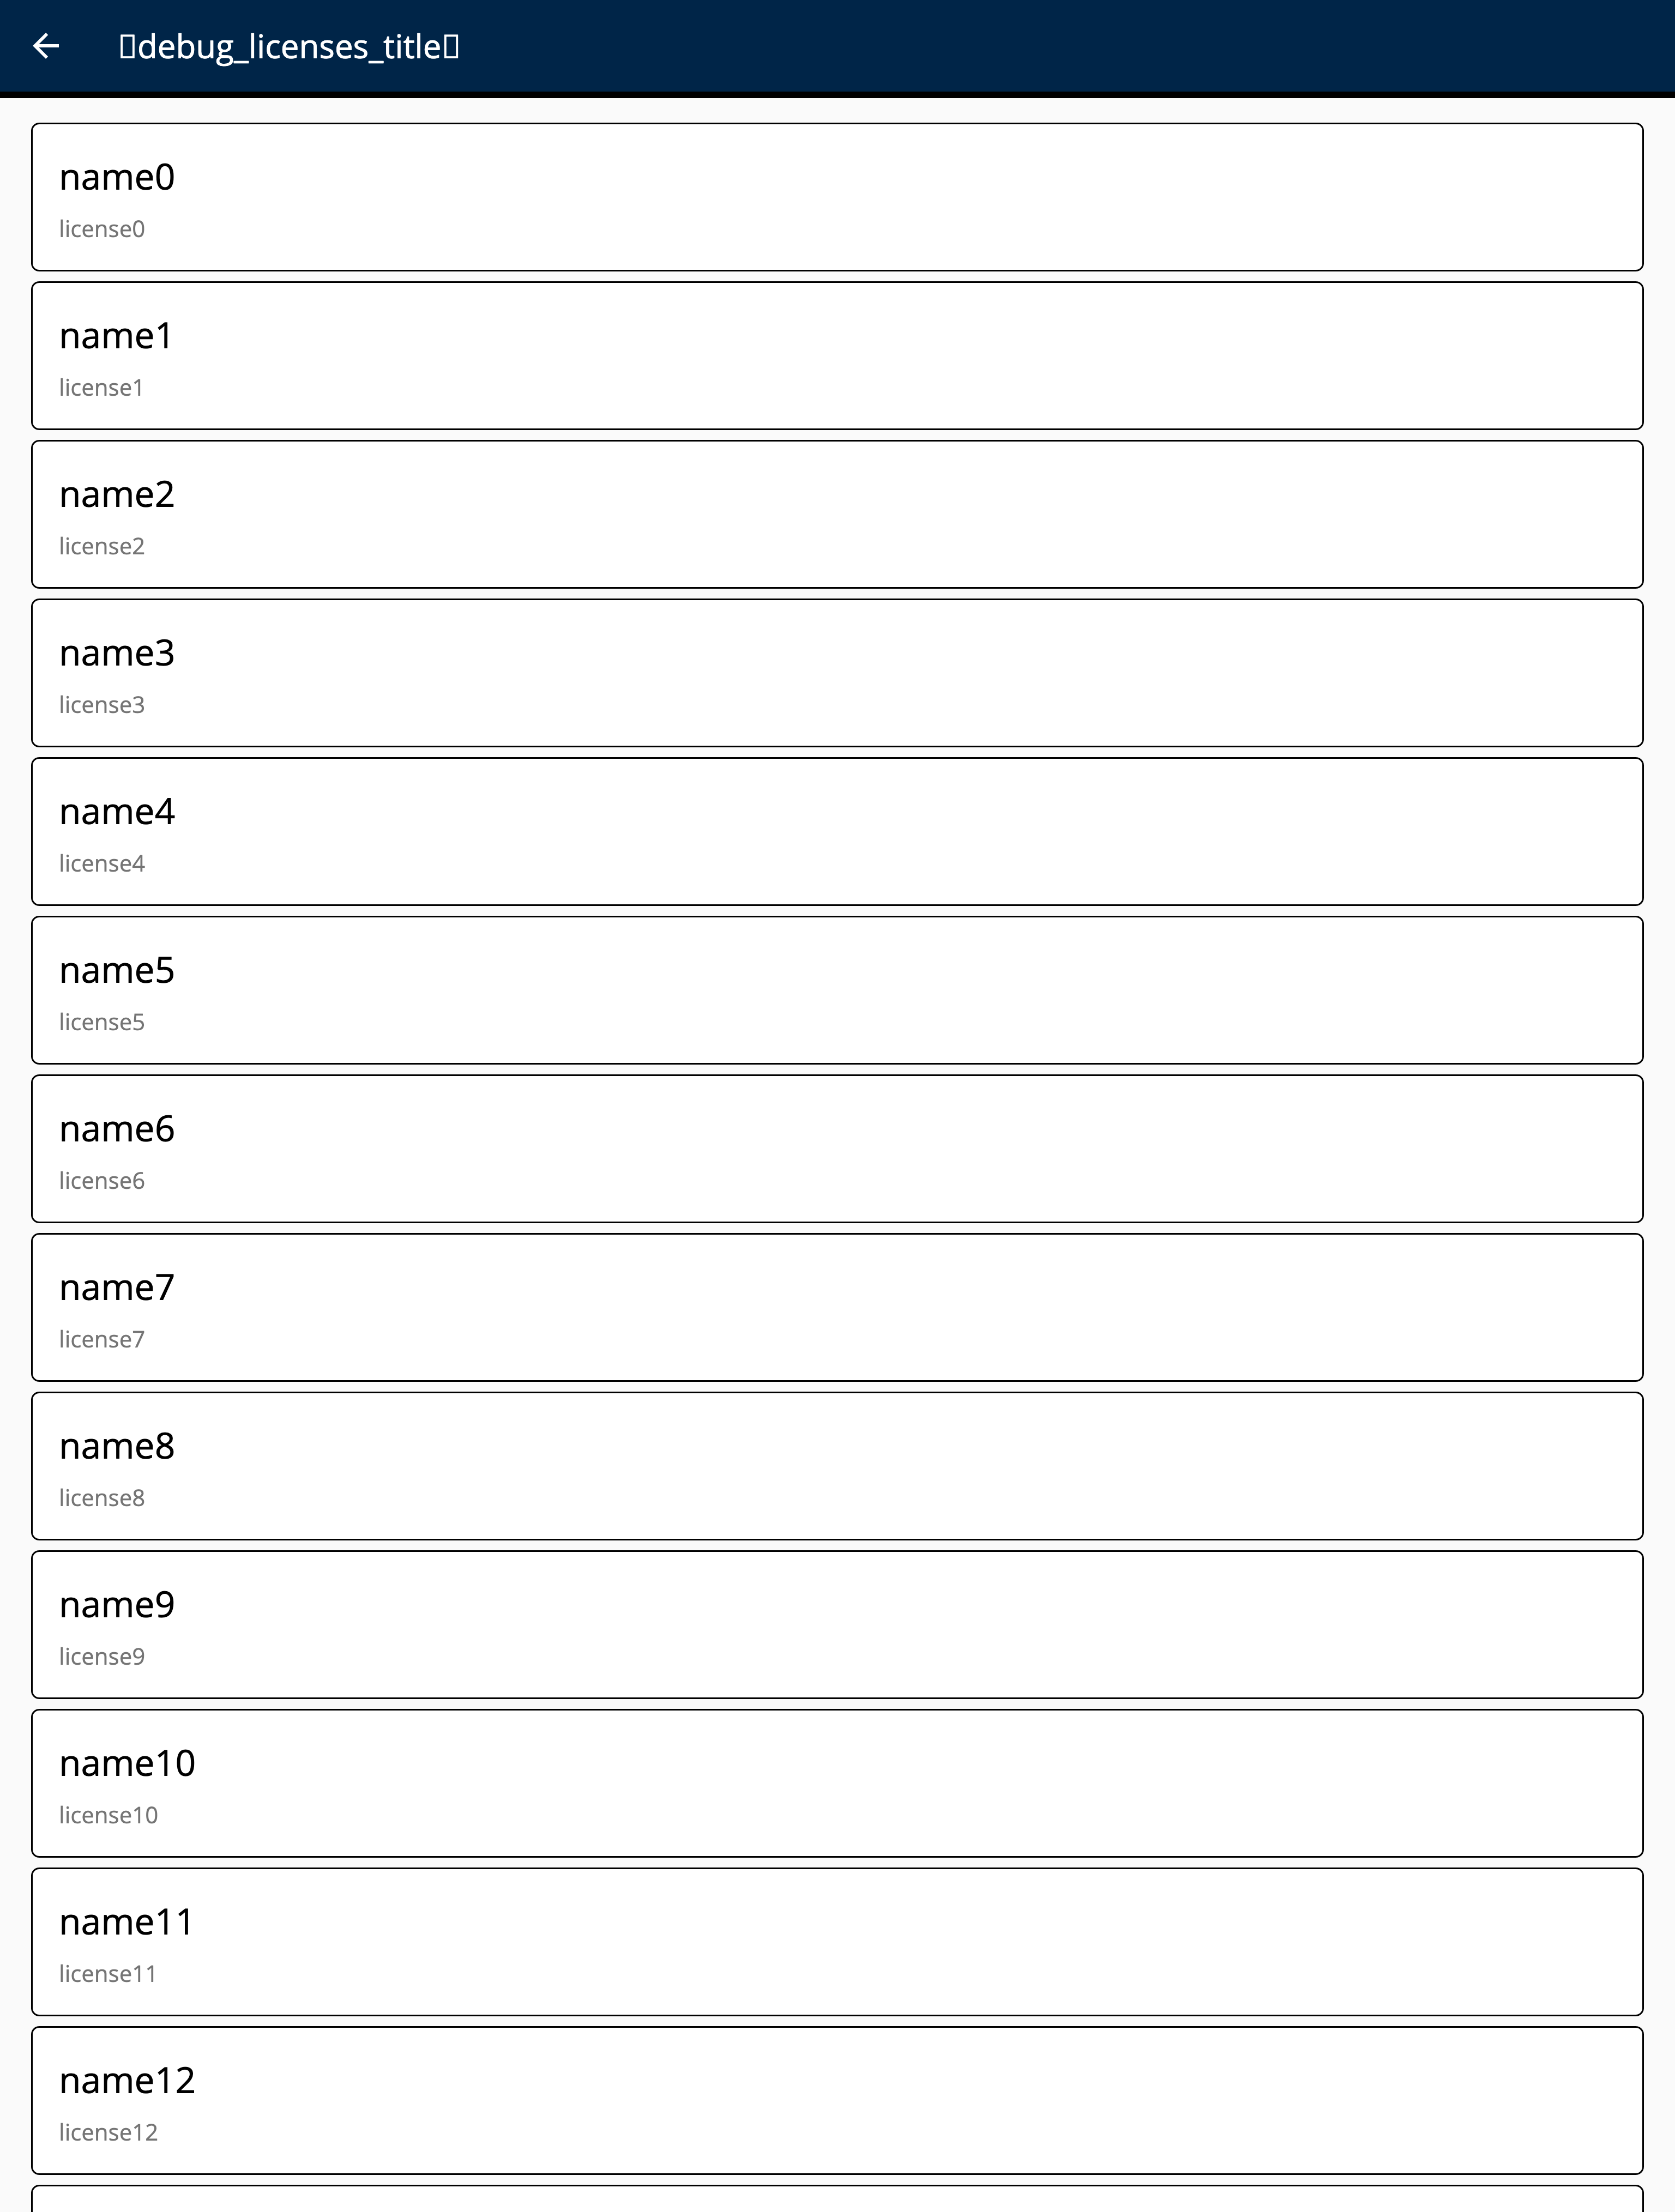 ▯debug_licenses_title▯
name0
license0
name1
license1
name2
license2
name3
license3
name4
license4
name5
license5
name6
license6
name7
license7
name8
license8
name9
license9
name10
license10
name11
license11
name12
license12